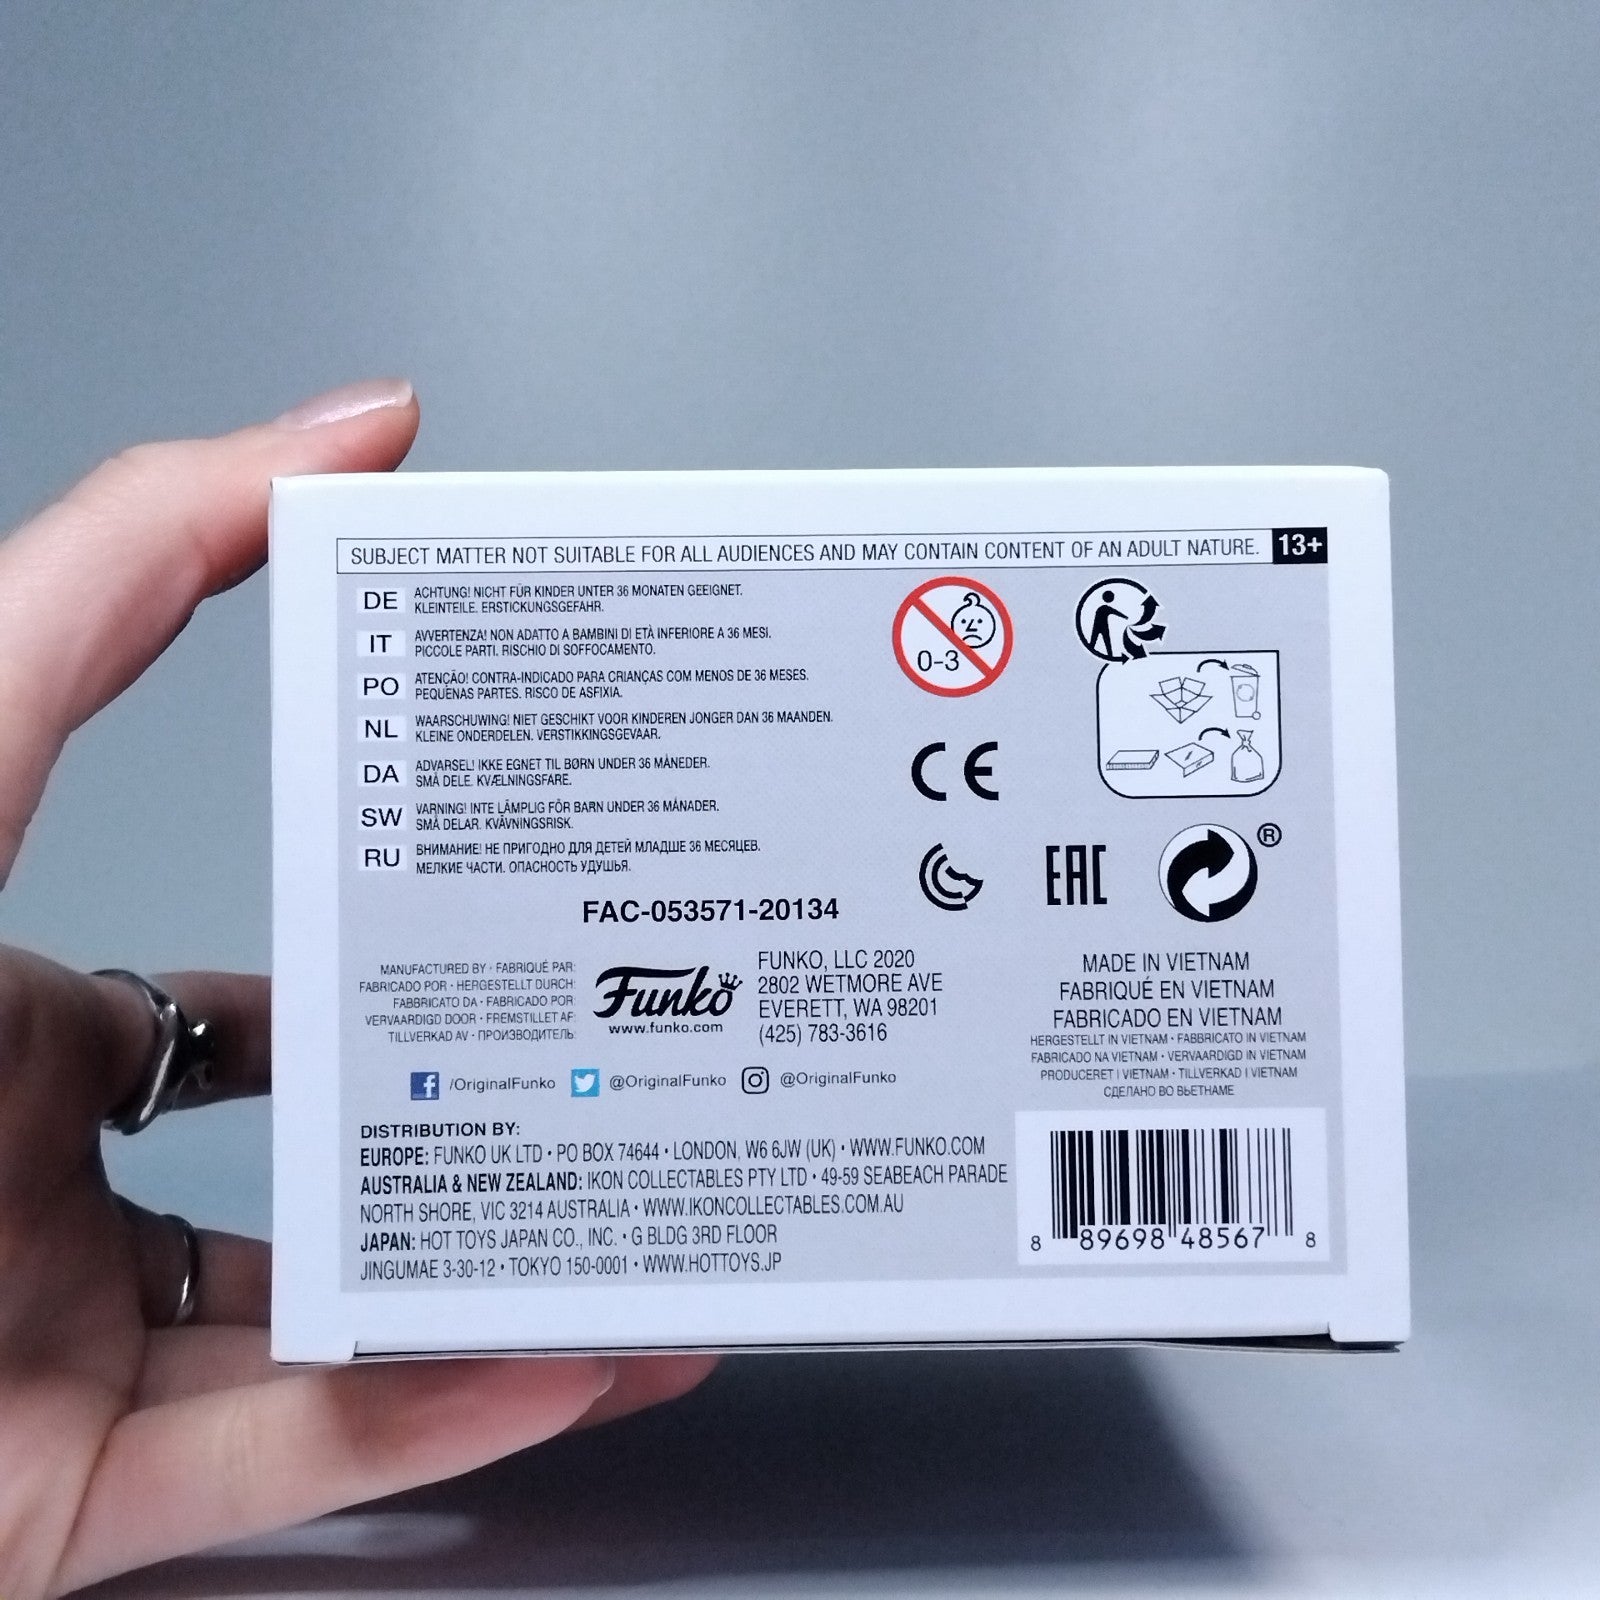 SUBJECT MATTER NOT SUITABLE FOR ALL AUDIENCES AND MAY CONTAIN CONTENT OF AN ADULT NATURE. 13+
DE ACHTUNG! NICHT FÜR KINDER UNTER 36 MONATEN GEEIGNET.
KLEINTEILE. ERSTICKUNGSGEFAHR.
IT AVVERTENZA! NON ADATTO A BAMBINI DI ETÀ INFERIORE A 36 MESI.
PICCOLE PARTI. RISCHIO DI SOFFOCAMENTO.
PO ATENÇÃO! CONTRA-INDICADO PARA CRIANÇAS COM MENOS DE 36 MESES.
PEQUENAS PARTES. RISCO DE ASFIXIA.
NL WAARSCHUWING! NIET GESCHIKT VOOR KINDEREN JONGER DAN 36 MAANDEN.
KLEINE ONDERDELEN. VERSTIKKINGSGEVAAR.
DA ADVARSEL! IKKE EGNET TIL BØRN UNDER 36 MÅNEDER.
SMÅ DELE. KVÆLNINGSFARE.
SW VARNING! INTE LÄMPLIG FÖR BARN UNDER 36 MÅNADER.
SMÅ DELAR. KVÄVNINGSRISK.
RU ВНИМАНИЕ! НЕ ПРИГОДНО ДЛЯ ДЕТЕЙ МЛАДШЕ 36 МЕСЯЦЕВ.
МЕЛКИЕ ЧАСТИ. ОПАСНОСТЬ УДУШЬЯ.
0-3
CE
EAC
®
FAC-053571-20134
MANUFACTURED BY · FABRIQUÉ PAR:
FABRICADO POR · HERGESTELLT DURCH:
FABBRICATO DA · FABRICADO POR:
VERVAARDIGD DOOR · FREMSTILLET AF:
TILLVERKAD AV · ПРОИЗВОДИТЕЛЬ:
Funko
www.funko.com
FUNKO, LLC 2020
2802 WETMORE AVE
EVERETT, WA 98201
(425) 783-3616
MADE IN VIETNAM
FABRIQUÉ EN VIETNAM
FABRICADO EN VIETNAM
HERGESTELLT IN VIETNAM · FABBRICATO IN VIETNAM
FABRICADO NA VIETNAM · VERVAARDIGD IN VIETNAM
PRODUCERET I VIETNAM · TILLVERKAD I VIETNAM
СДЕЛАНО ВО ВЬЕТНАМЕ
/OriginalFunko @OriginalFunko @OriginalFunko
DISTRIBUTION BY:
EUROPE: FUNKO UK LTD • PO BOX 74644 • LONDON, W6 6JW (UK) • WWW.FUNKO.COM
AUSTRALIA & NEW ZEALAND: IKON COLLECTABLES PTY LTD • 49-59 SEABEACH PARADE
NORTH SHORE, VIC 3214 AUSTRALIA • WWW.IKONCOLLECTABLES.COM.AU
JAPAN: HOT TOYS JAPAN CO., INC. • G BLDG 3RD FLOOR
JINGUMAE 3-30-12 • TOKYO 150-0001 • WWW.HOTTOYS.JP
8 89698 48567 8